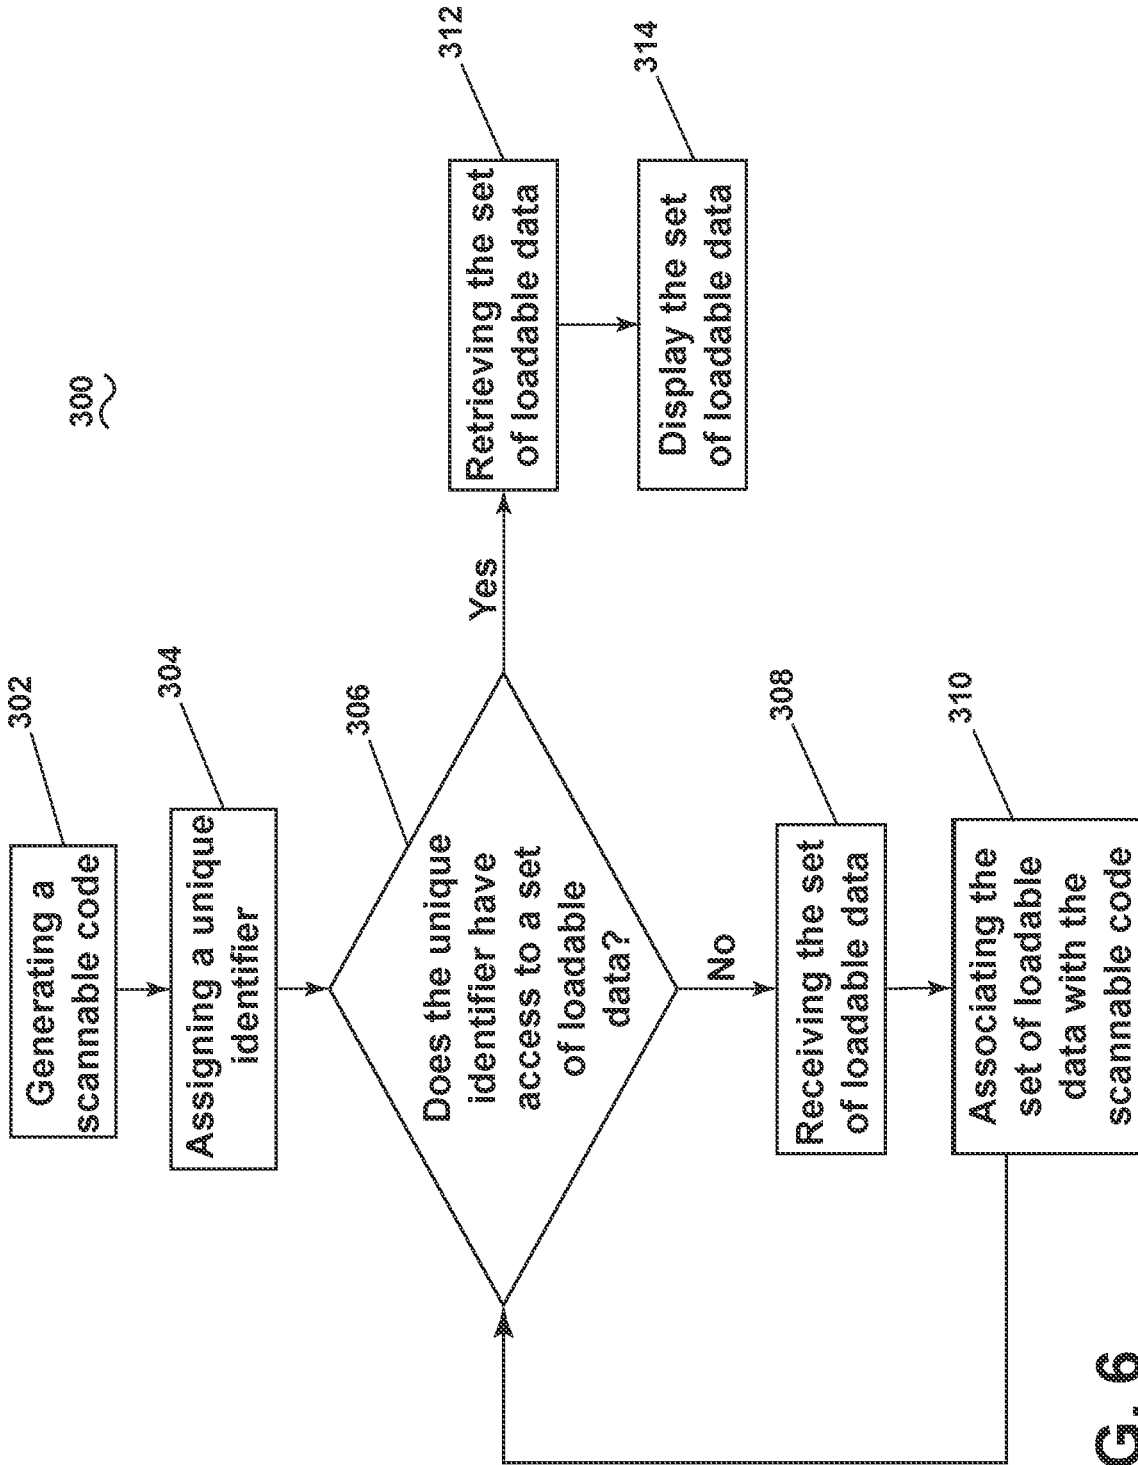 300
302
Generating a
scannable code
304
Assigning a unique
identifier
306
Does the unique
identifier have
access to a set
of loadable
data?
Yes
312
Retrieving the set
of loadable data
314
Display the set
of loadable data
No
308
Receiving the set
of loadable data
310
Associating the
set of loadable
data with the
scannable code
G. 6